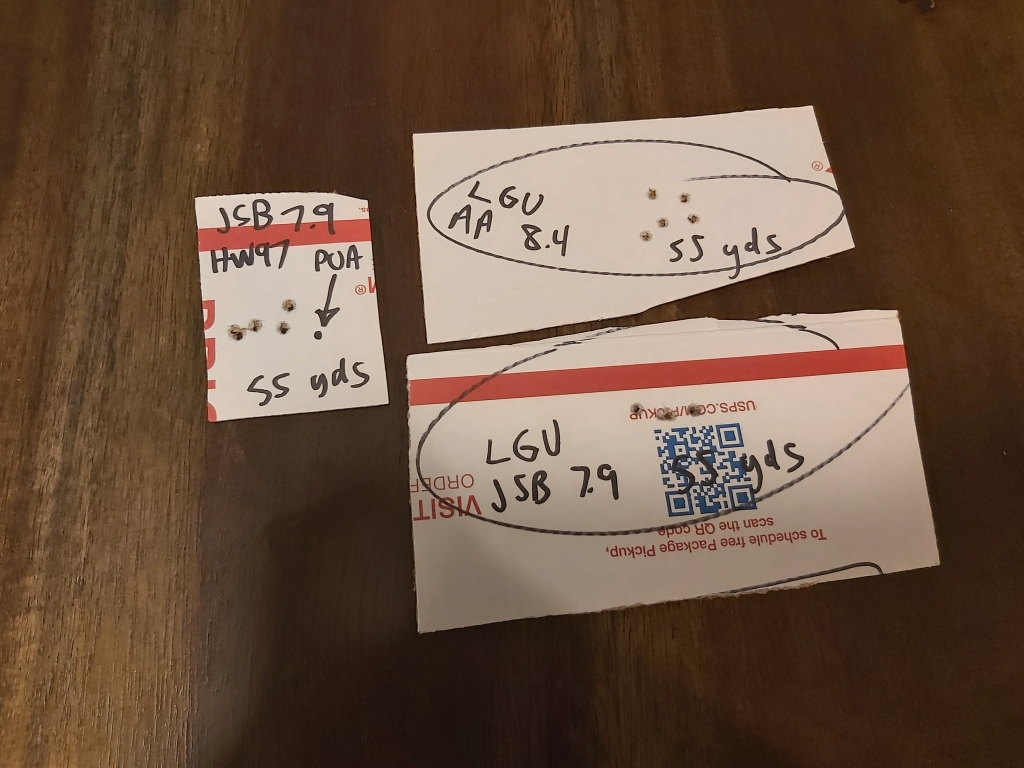 JSB 7.9
HW97 POA
55 yds
LGU
AA 8.4
55 yds
®
®
USPS.COM/PICKUP
LGU
JSB 7.9
55 yds
VISIT
ORDER
To schedule free Package Pickup,
scan the QR code